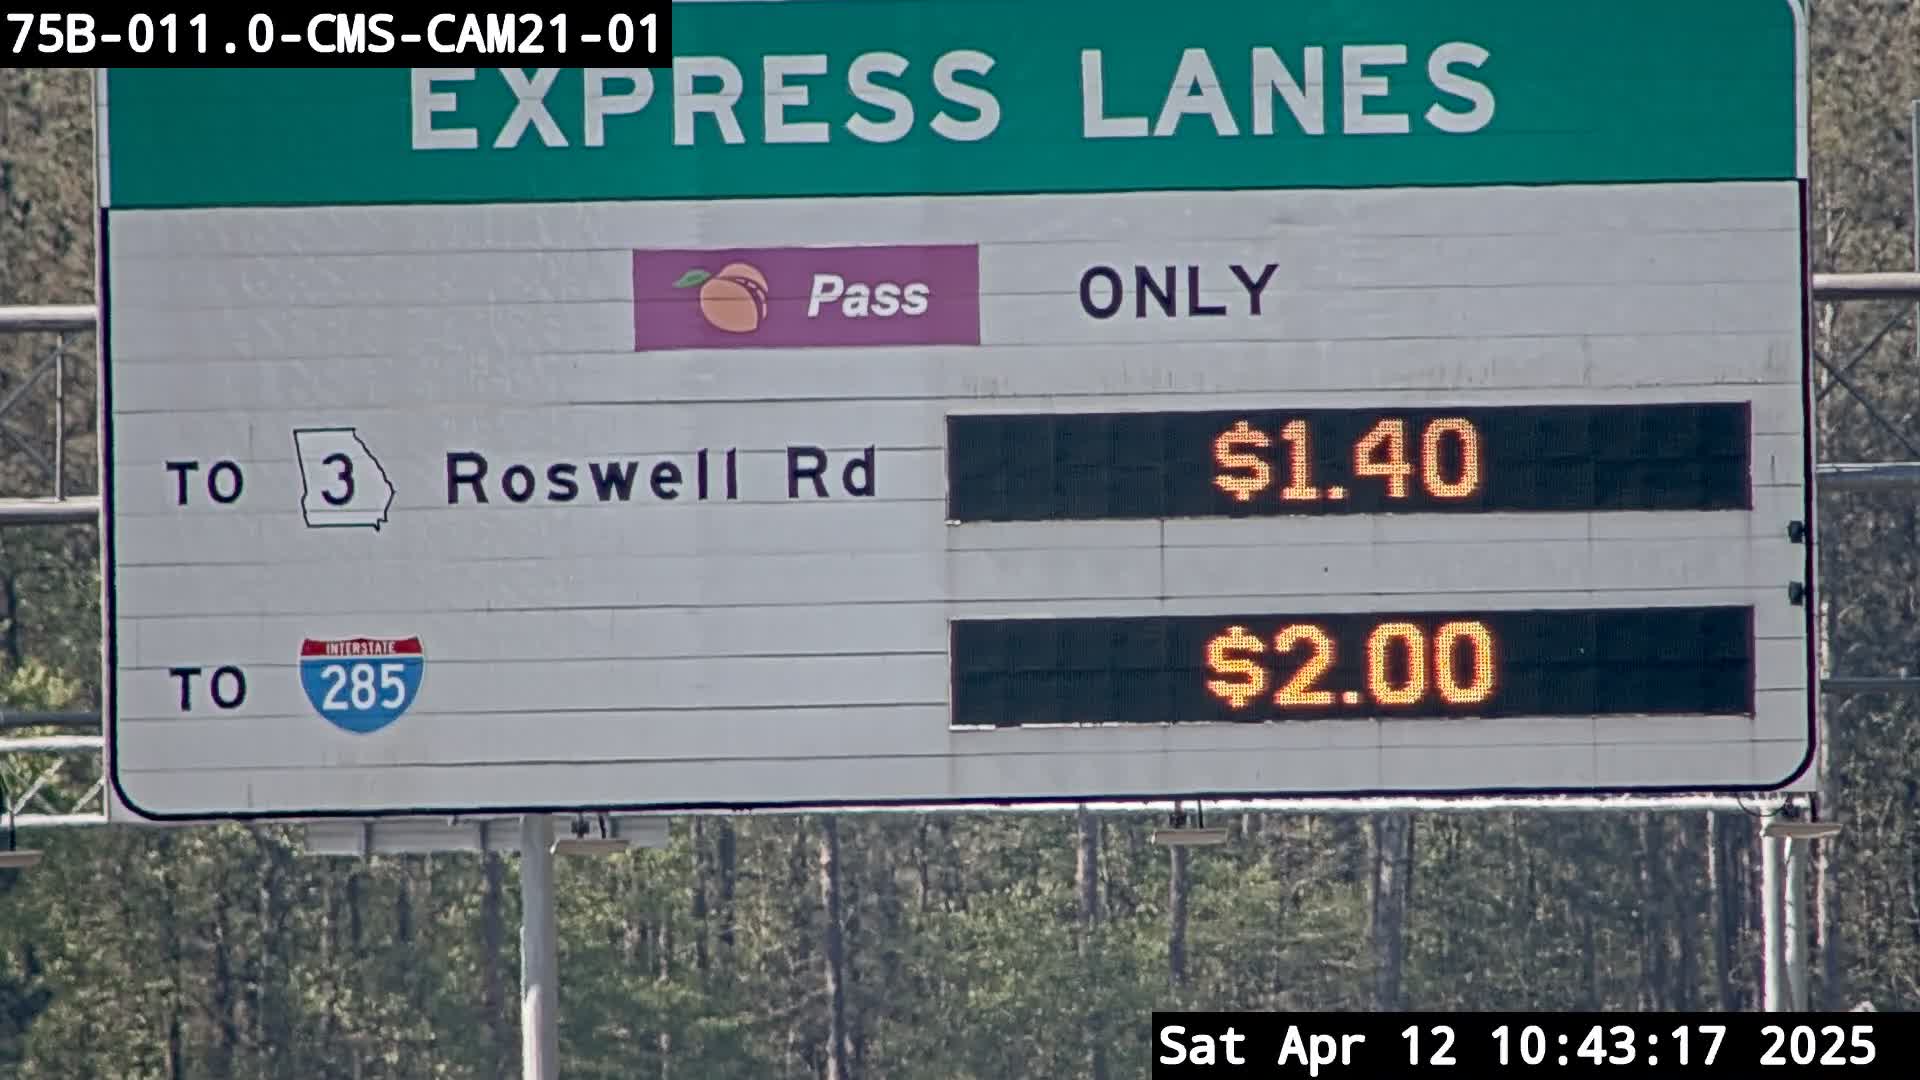 75B-011.0-CMS-CAM21-01
EXPRESS LANES
Pass ONLY
TO 3 Roswell Rd $1.40
TO INTERSTATE 285 $2.00
Sat Apr 12 10:43:17 2025